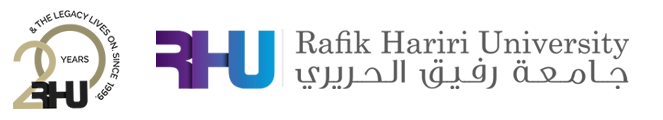 & THE LEGACY LIVES ON. SINCE 1999.
20
YEARS
RHU
RHU
Rafik Hariri University
جامعة رفيق الحريري